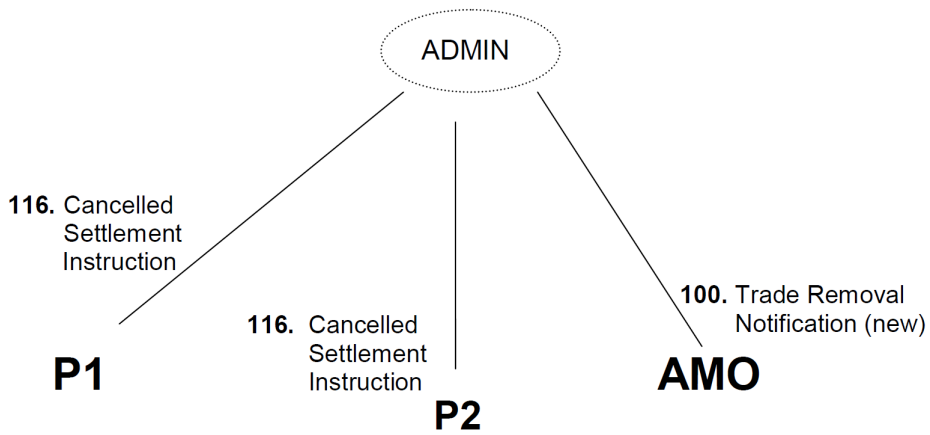 ADMIN
116. Cancelled
Settlement
Instruction
100. Trade Removal
Notification (new)
116. Cancelled
Settlement
Instruction
P1
AMO
P2